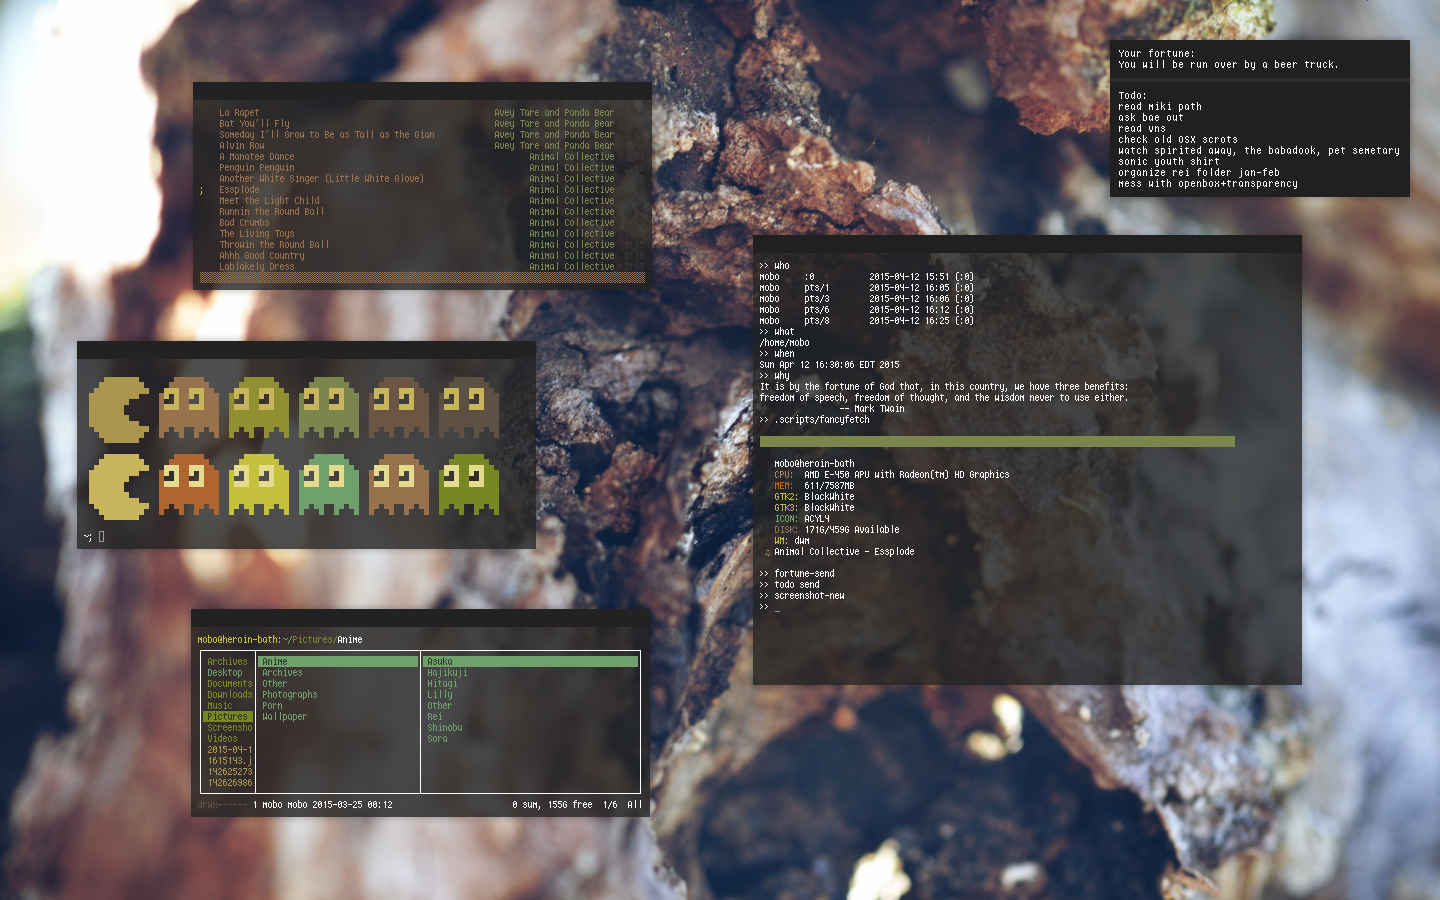 Your fortune:
You will be run over by a beer truck.
Todo:
read miki path
ask bae out
read vns
check old OSX scrots
watch spirited away, the babadook, pet semetary
sonic youth shirt
organize rei folder jan-feb
mess with openbox+transparency
La Rapet Avey Tare and Panda Bear
Bat You'll Fly Avey Tare and Panda Bear
Someday I'll Grow to Be as Tall as the Gian Avey Tare and Panda Bear
Alvin Row Avey Tare and Panda Bear
A Manatee Dance Animal Collective
Penguin Penguin Animal Collective
Another White Singer (Little White Glove) Animal Collective
; Essplode Animal Collective
Meet the Light Child Animal Collective
Runnin the Round Ball Animal Collective
Bad Crumbs Animal Collective
The Living Toys Animal Collective
Throwin the Round Ball Animal Collective
Ahhh Good Country Animal Collective
Lablakely Dress Animal Collective
>> who
mobo :0 2015-04-12 15:51 (:0)
mobo pts/1 2015-04-12 16:05 (:0)
mobo pts/3 2015-04-12 16:06 (:0)
mobo pts/6 2015-04-12 16:12 (:0)
mobo pts/8 2015-04-12 16:25 (:0)
>> what
/home/mobo
>> when
Sun Apr 12 16:30:06 EDT 2015
>> why
It is by the fortune of God that, in this country, we have three benefits:
freedom of speech, freedom of thought, and the wisdom never to use either.
-- Mark Twain
>> .scripts/fancyfetch
mobo@heroin-bath
CPU: AMD E-450 APU with Radeon(tm) HD Graphics
MEM: 611/7587MB
GTK2: BlackWhite
GTK3: BlackWhite
ICON: ACYL4
DISK: 171G/459G Available
WM: dwm
♫ Animal Collective - Essplode
>> fortune-send
>> todo send
>> screenshot-new
>> _
~;
mobo@heroin-bath:~/Pictures/Anime
Archives Anime Asuka
Desktop Archives Hajikuji
Documents Other Hitagi
Downloads Photographs Lilly
Music Porn Other
Pictures Wallpaper Rei
Screensho Shinobu
Videos Sora
2015-04-1
1615143.j
142625273
142626986
drwx------ 1 mobo mobo 2015-03-25 00:12 0 sum, 155G free 1/6 All